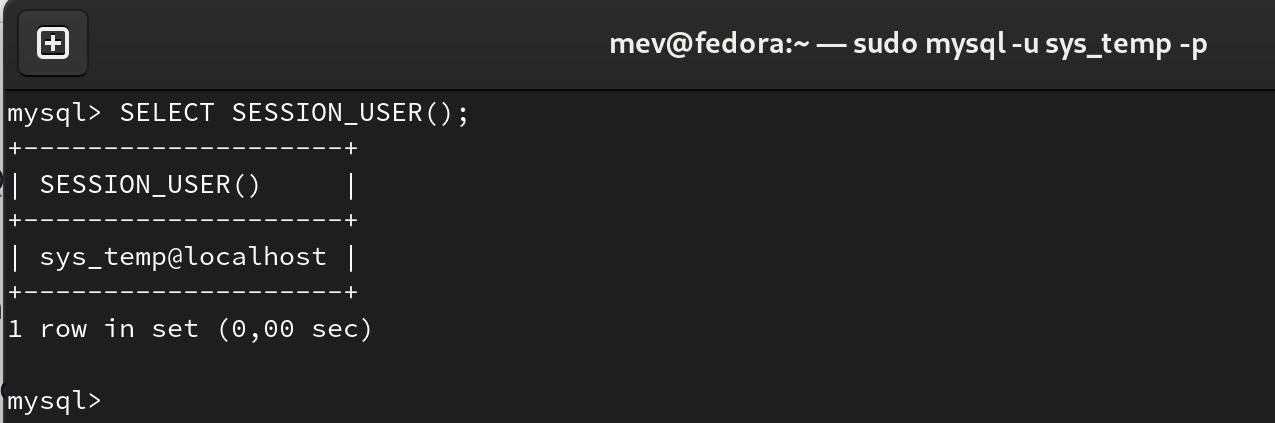 mev@fedora:~ — sudo mysql -u sys_temp -p
mysql> SELECT SESSION_USER();
+--------------------+
| SESSION_USER()     |
+--------------------+
| sys_temp@localhost |
+--------------------+
1 row in set (0,00 sec)
mysql>